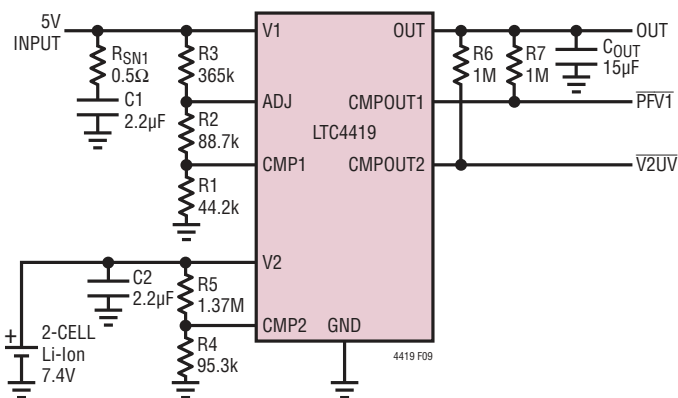 5V
INPUT
RSN1
0.5Ω
C1
2.2µF
R3
365k
R2
88.7k
R1
44.2k
V1
ADJ
CMP1
V2
CMP2
GND
OUT
CMPOUT1
CMPOUT2
LTC4419
R6
1M
R7
1M
COUT
15µF
OUT
PFV1
V2UV
C2
2.2µF
R5
1.37M
R4
95.3k
+
2-CELL
Li-Ion
7.4V
4419 F09